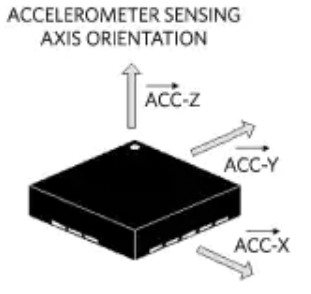 ACCELEROMETER SENSING
AXIS ORIENTATION
ACC-Z
ACC-Y
ACC-X